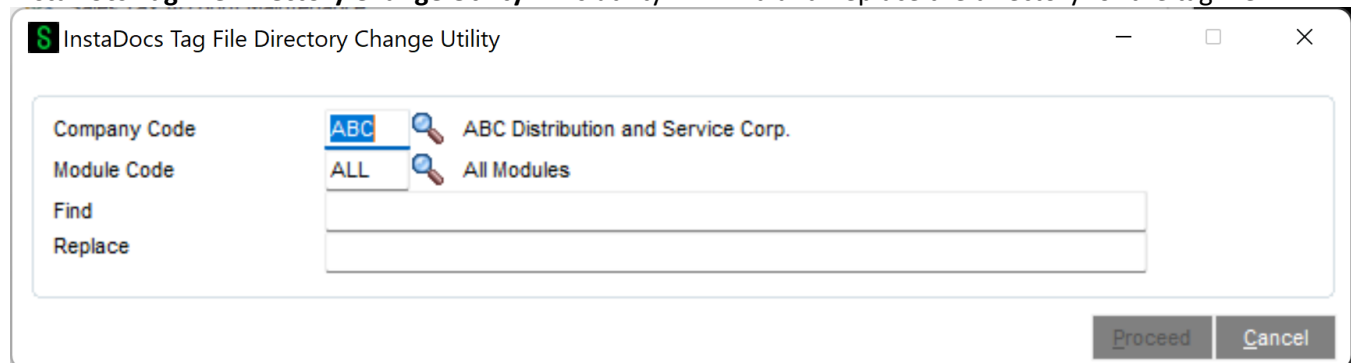 InstaDocs Tag File Directory Change Utility
Company Code ABC ABC Distribution and Service Corp.
Module Code ALL All Modules
Find
Replace
Proceed Cancel